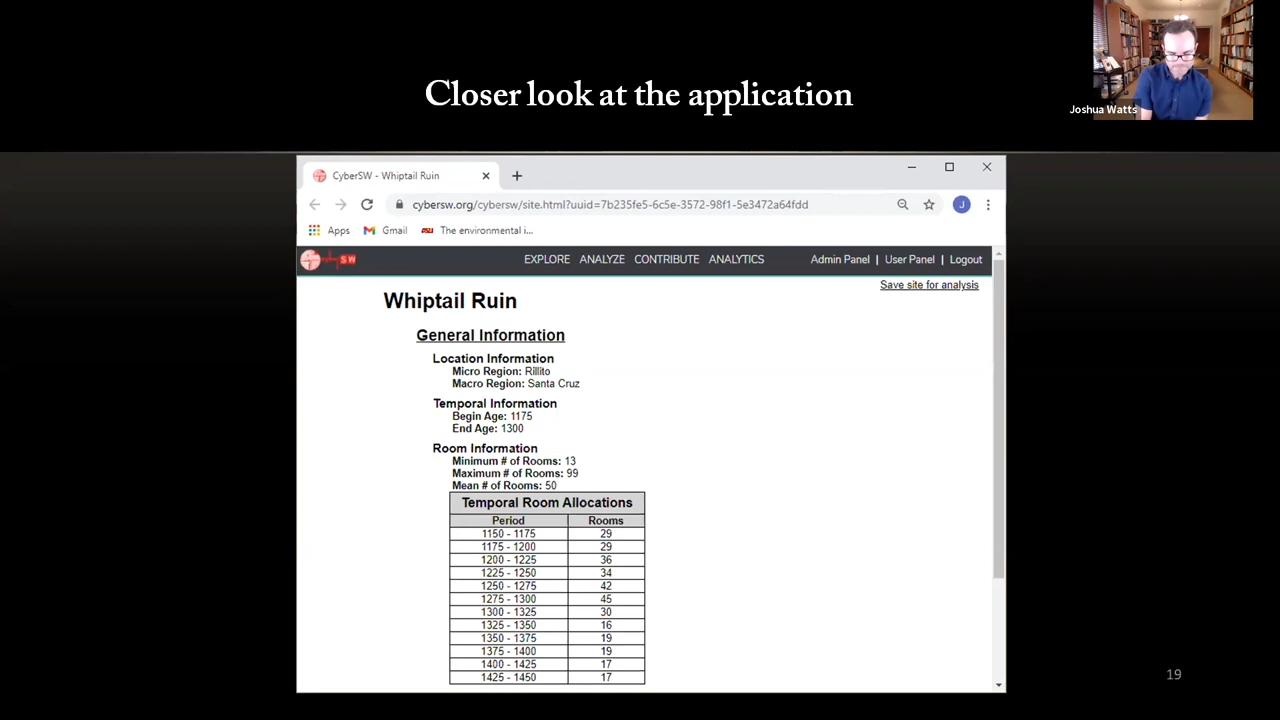 Closer look at the application
Joshua Watts
CyberSW - Whiptail Ruin
cybersw.org/cybersw/site.html?uuid=7b235fe5-6c5e-3572-98f1-5e3472a64fdd
J
Apps Gmail The environmental i...
SW EXPLORE ANALYZE CONTRIBUTE ANALYTICS Admin Panel | User Panel | Logout
Save site for analysis
Whiptail Ruin
General Information
Location Information
Micro Region: Rillito
Macro Region: Santa Cruz
Temporal Information
Begin Age: 1175
End Age: 1300
Room Information
Minimum # of Rooms: 13
Maximum # of Rooms: 99
Mean # of Rooms: 50
Temporal Room Allocations
Period Rooms
1150 - 1175 29
1175 - 1200 29
1200 - 1225 36
1225 - 1250 34
1250 - 1275 42
1275 - 1300 45
1300 - 1325 30
1325 - 1350 16
1350 - 1375 19
1375 - 1400 19
1400 - 1425 17
1425 - 1450 17
19